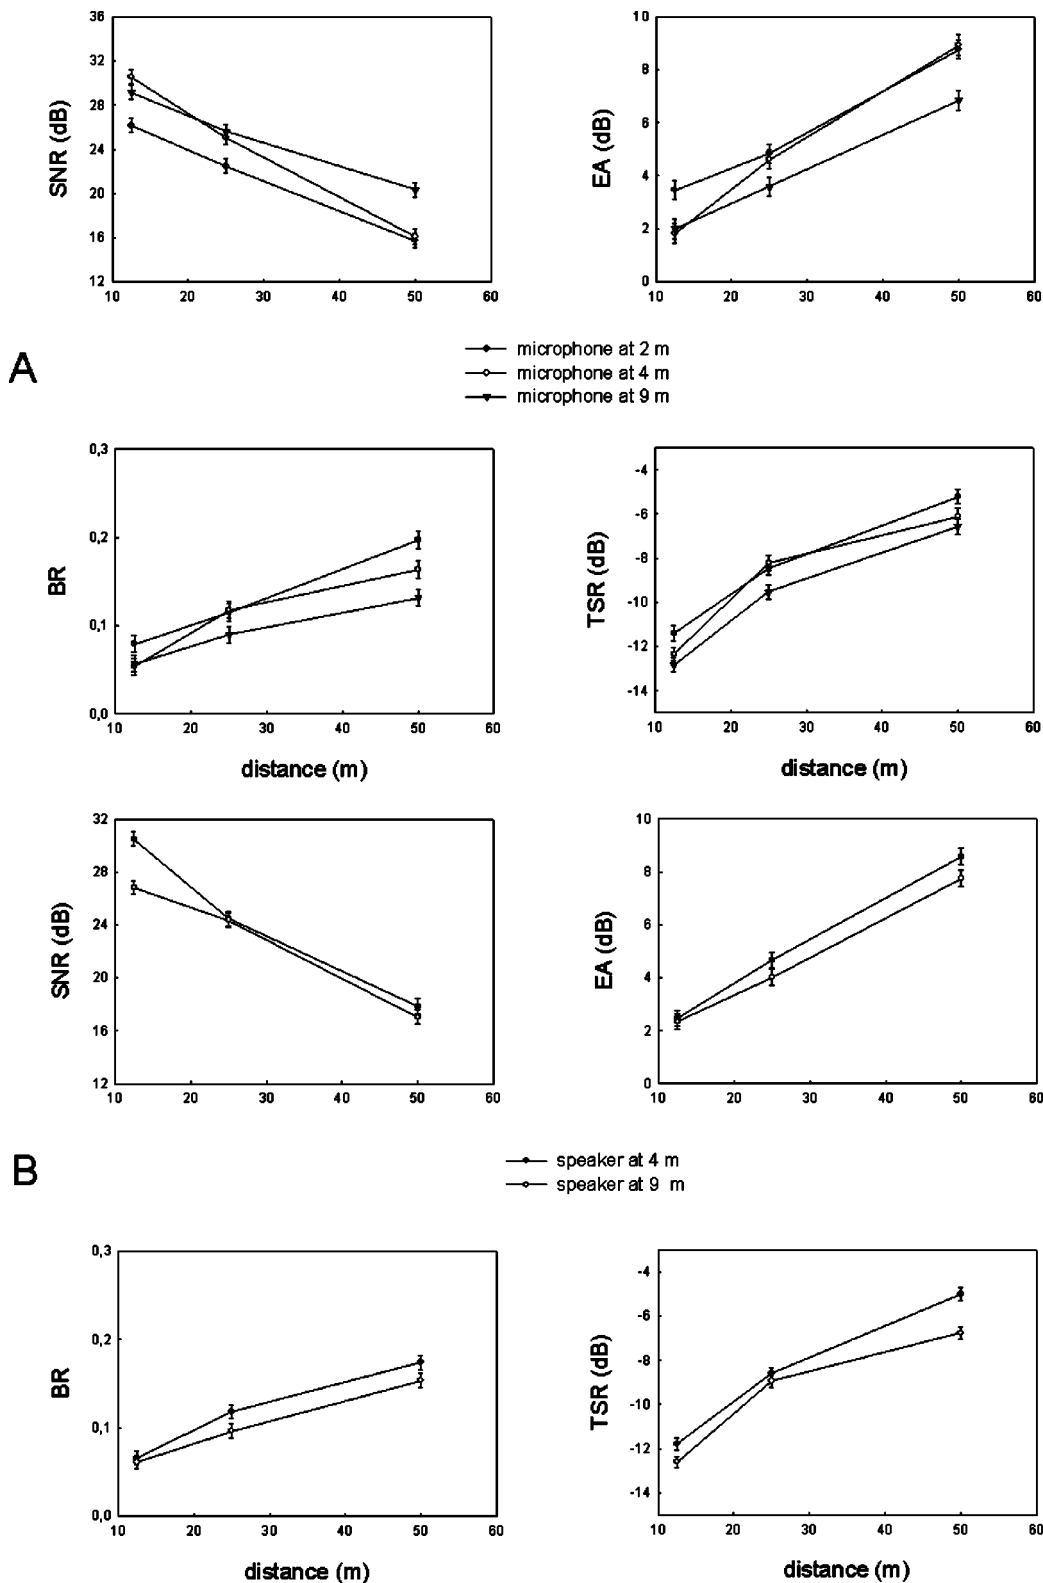 36
32
28
24
20
16
12
SNR (dB)
10 20 30 40 50 60
10
8
6
4
2
0
EA (dB)
10 20 30 40 50 60
A
microphone at 2 m
microphone at 4 m
microphone at 9 m
0,3
0,2
0,1
0,0
BR
10 20 30 40 50 60
distance (m)
-4
-6
-8
-10
-12
-14
TSR (dB)
10 20 30 40 50 60
distance (m)
32
28
24
20
16
12
SNR (dB)
10 20 30 40 50 60
10
8
6
4
2
0
EA (dB)
10 20 30 40 50 60
B
speaker at 4 m
speaker at 9 m
0,3
0,2
0,1
0,0
BR
10 20 30 40 50 60
distance (m)
-4
-6
-8
-10
-12
-14
TSR (dB)
10 20 30 40 50 60
distance (m)